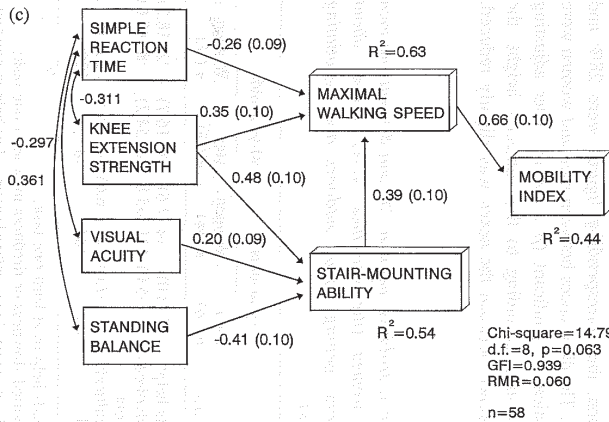 (c)
SIMPLE
REACTION
TIME
-0.26 (0.09)
R²=0.63
MAXIMAL
WALKING SPEED
-0.311
0.35 (0.10)
0.66 (0.10)
KNEE
EXTENSION
STRENGTH
-0.297
0.361
0.48 (0.10)
0.39 (0.10)
MOBILITY
INDEX
R²=0.44
VISUAL
ACUITY
0.20 (0.09)
STAIR-MOUNTING
ABILITY
R²=0.54
STANDING
BALANCE
-0.41 (0.10)
Chi-square=14.79
d.f.=8, p=0.063
GFI=0.939
RMR=0.060
n=58